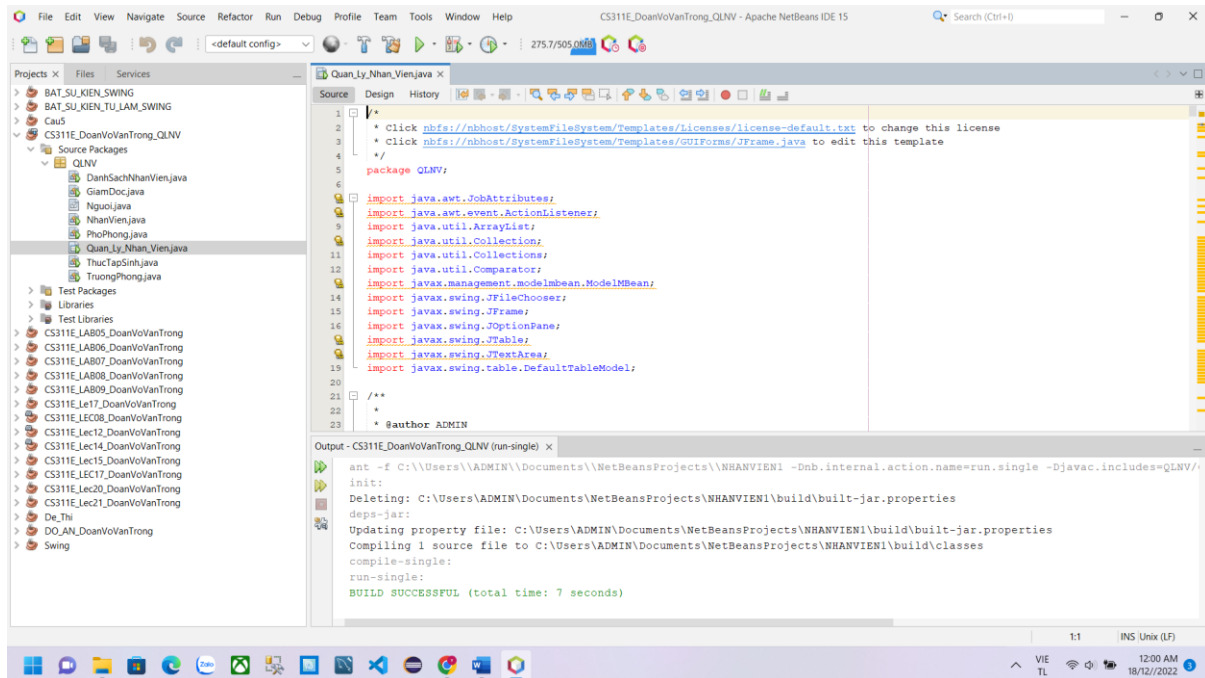 File Edit View Navigate Source Refactor Run Debug Profile Team Tools Window Help
CS311E_DoanVoVanTrong_QLNV - Apache NetBeans IDE 15
Search (Ctrl+I)
<default config>
275.7/505.0MB
Projects
Files
Services
BAT_SU_KIEN_SWING
BAT_SU_KIEN_TU_LAM_SWING
Cau5
CS311E_DoanVoVanTrong_QLNV
Source Packages
QLNV
DanhSachNhanVien.java
GiamDoc.java
Nguoi.java
NhanVien.java
PhoPhong.java
Quan_Ly_Nhan_Vien.java
ThucTapSinh.java
TruongPhong.java
Test Packages
Libraries
Test Libraries
CS311E_LAB05_DoanVoVanTrong
CS311E_LAB06_DoanVoVanTrong
CS311E_LAB07_DoanVoVanTrong
CS311E_LAB08_DoanVoVanTrong
CS311E_LAB09_DoanVoVanTrong
CS311E_Le17_DoanVoVanTrong
CS311E_LEC08_DoanVoVanTrong
CS311E_Lec12_DoanVoVanTrong
CS311E_Lec14_DoanVoVanTrong
CS311E_Lec15_DoanVoVanTrong
CS311E_LEC17_DoanVoVanTrong
CS311E_Lec20_DoanVoVanTrong
CS311E_Lec21_DoanVoVanTrong
De_Thi
DO_AN_DoanVoVanTrong
Swing
Quan_Ly_Nhan_Vien.java
Source Design History
1 /*
2 * Click nbfs://nbhost/SystemFileSystem/Templates/Licenses/license-default.txt to change this license
3 * Click nbfs://nbhost/SystemFileSystem/Templates/GUIForms/JFrame.java to edit this template
4 */
5 package QLNV;
6
import java.awt.JobAttributes;
import java.awt.event.ActionListener;
9 import java.util.ArrayList;
import java.util.Collection;
11 import java.util.Collections;
12 import java.util.Comparator;
import javax.management.modelmbean.ModelMBean;
14 import javax.swing.JFileChooser;
15 import javax.swing.JFrame;
16 import javax.swing.JOptionPane;
import javax.swing.JTable;
import javax.swing.JTextArea;
19 import javax.swing.table.DefaultTableModel;
20
21 /**
22 *
23 * @author ADMIN
Output - CS311E_DoanVoVanTrong_QLNV (run-single)
ant -f C:\\Users\\ADMIN\\Documents\\NetBeansProjects\\NHANVIEN1 -Dnb.internal.action.name=run.single -Djavac.includes=QLNV/
init:
Deleting: C:\Users\ADMIN\Documents\NetBeansProjects\NHANVIEN1\build\built-jar.properties
deps-jar:
Updating property file: C:\Users\ADMIN\Documents\NetBeansProjects\NHANVIEN1\build\built-jar.properties
Compiling 1 source file to C:\Users\ADMIN\Documents\NetBeansProjects\NHANVIEN1\build\classes
compile-single:
run-single:
BUILD SUCCESSFUL (total time: 7 seconds)
1:1 INS Unix (LF)
Zalo
VIE
TL
12:00 AM
18/12//2022
3